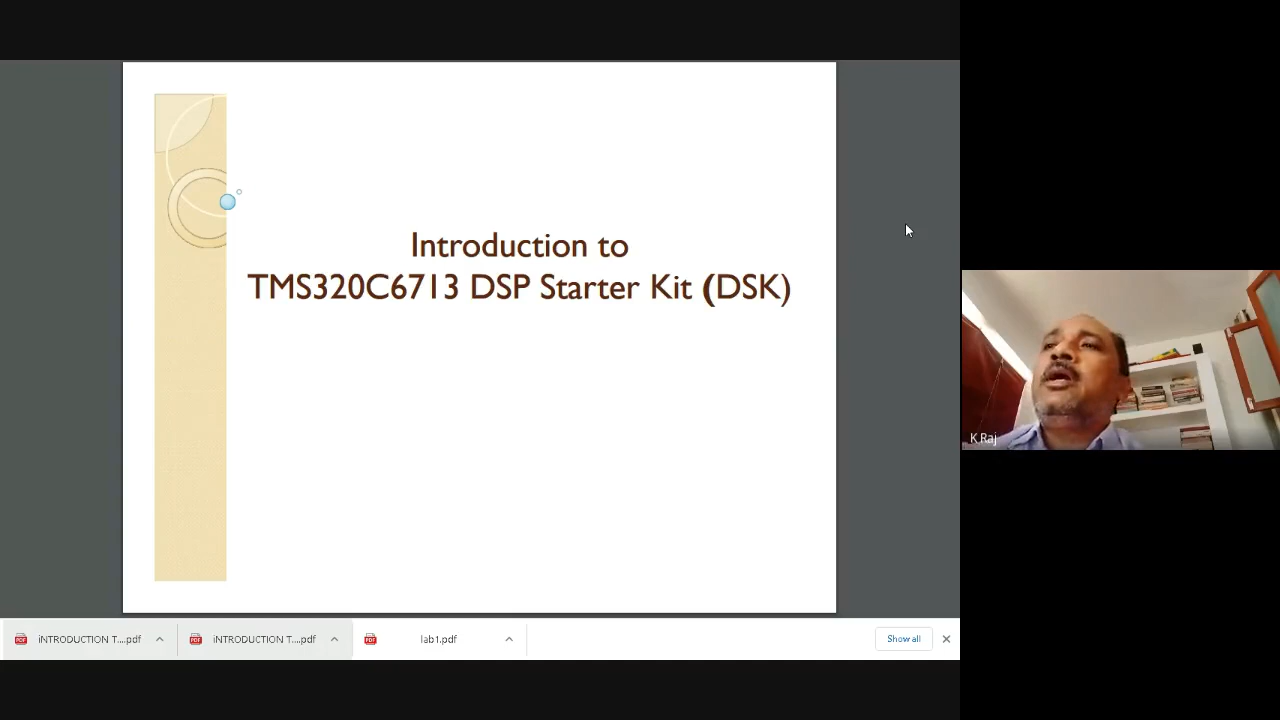 Introduction to
TMS320C6713 DSP Starter Kit (DSK)
K Raj
iNTRODUCTION T....pdf
iNTRODUCTION T....pdf
lab1.pdf
Show all